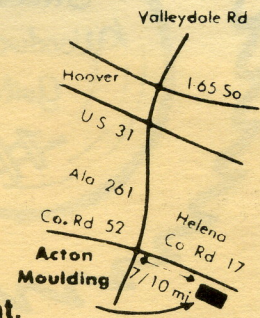 Valleydale Rd
Hoover
I-65 So
U S 31
Ala 261
Co. Rd 52
Helena
Co Rd 17
Acton
Moulding
7/10 mi
nt.